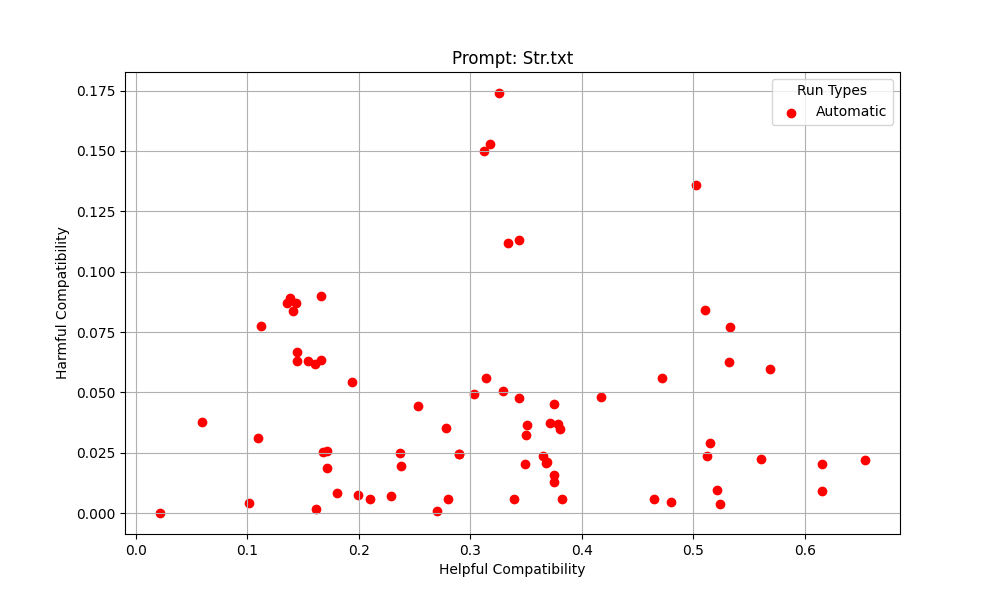 Prompt: Str.txt
Run Types
Automatic
Harmful Compatibility
0.175
0.150
0.125
0.100
0.075
0.050
0.025
0.000
0.0 0.1 0.2 0.3 0.4 0.5 0.6
Helpful Compatibility